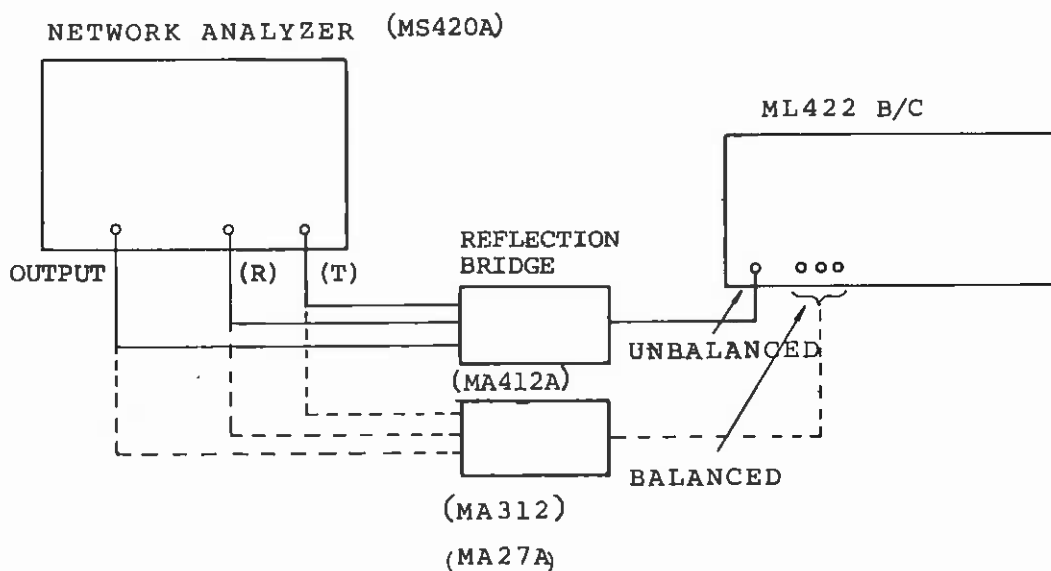 NETWORK ANALYZER (MS420A)
ML422 B/C
OUTPUT
(R)
(T)
REFLECTION
BRIDGE
UNBALANCED
(MA412A)
BALANCED
(MA312)
(MA27A)